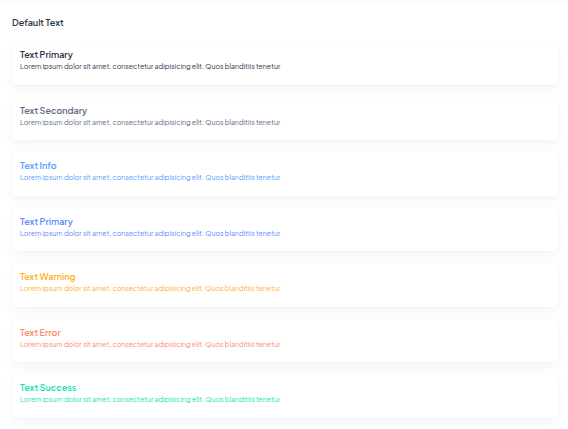 Default Text
Text Primary
Lorem ipsum dolor sit amet, consectetur adipisicing elit. Quos blanditiis tenetur
Text Secondary
Lorem ipsum dolor sit amet, consectetur adipisicing elit. Quos blanditiis tenetur
Text Info
Lorem ipsum dolor sit amet, consectetur adipisicing elit. Quos blanditiis tenetur
Text Primary
Lorem ipsum dolor sit amet, consectetur adipisicing elit. Quos blanditiis tenetur
Text Warning
Lorem ipsum dolor sit amet, consectetur adipisicing elit. Quos blanditiis tenetur
Text Error
Lorem ipsum dolor sit amet, consectetur adipisicing elit. Quos blanditiis tenetur
Text Success
Lorem ipsum dolor sit amet, consectetur adipisicing elit. Quos blanditiis tenetur